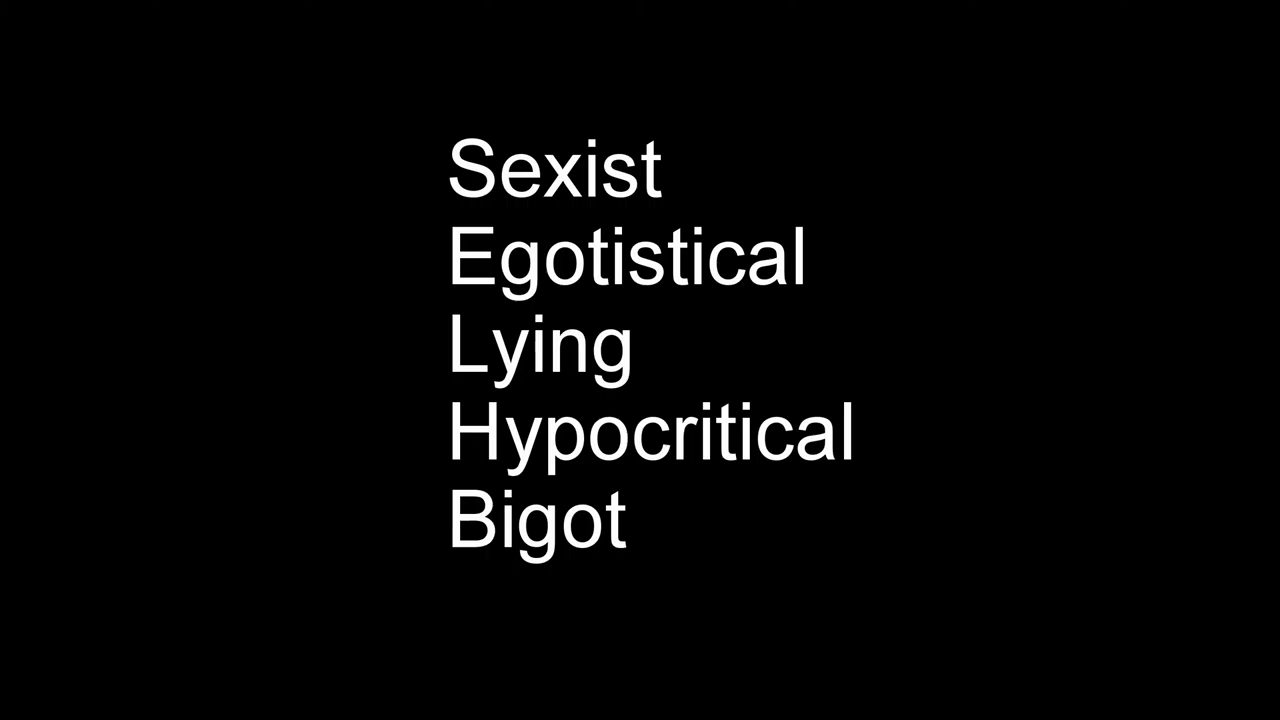 Sexist
Egotistical
Lying
Hypocritical
Bigot